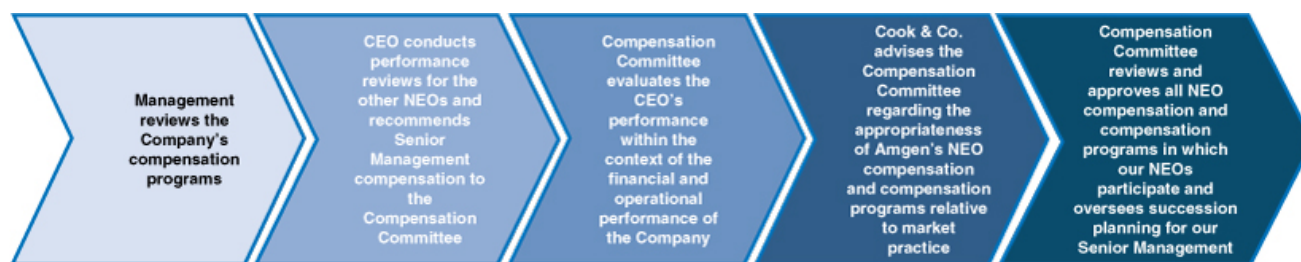 Management
reviews the
Company's
compensation
programs
CEO conducts
performance
reviews for the
other NEOs and
recommends
Senior
Management
compensation to
the
Compensation
Committee
Compensation
Committee
evaluates the
CEO's
performance
within the
context of the
financial and
operational
performance of
the Company
Cook & Co.
advises the
Compensation
Committee
regarding the
appropriateness
of Amgen's NEO
compensation
and compensation
programs relative
to market
practice
Compensation
Committee
reviews and
approves all NEO
compensation and
compensation
programs in which
our NEOs
participate and
oversees succession
planning for our
Senior Management